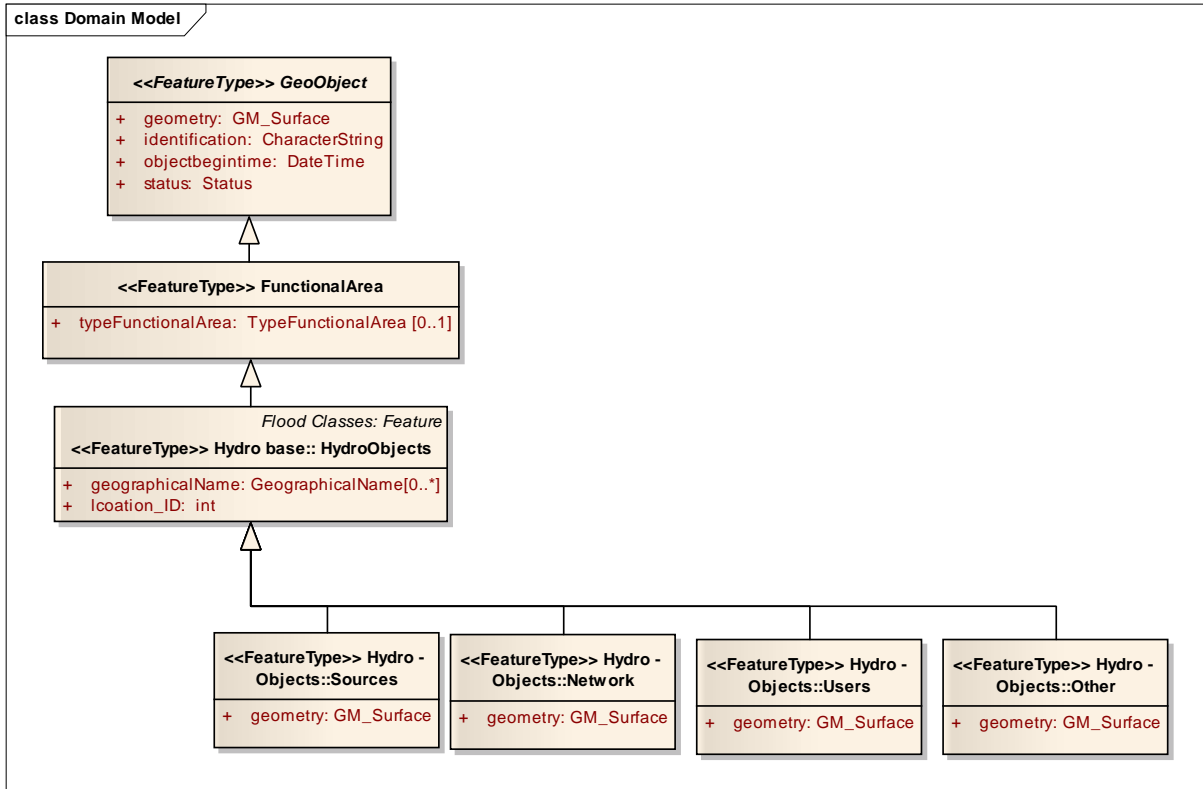 class Domain Model
<<FeatureType>> GeoObject
+ geometry: GM_Surface
+ identification: CharacterString
+ objectbegintime: DateTime
+ status: Status
<<FeatureType>> FunctionalArea
+ typeFunctionalArea: TypeFunctionalArea [0..1]
Flood Classes: Feature
<<FeatureType>> Hydro base:: HydroObjects
+ geographicalName: GeographicalName[0..*]
+ lcoation_ID: int
<<FeatureType>> Hydro -
Objects::Sources
+ geometry: GM_Surface
<<FeatureType>> Hydro -
Objects::Network
+ geometry: GM_Surface
<<FeatureType>> Hydro -
Objects::Users
+ geometry: GM_Surface
<<FeatureType>> Hydro -
Objects::Other
+ geometry: GM_Surface